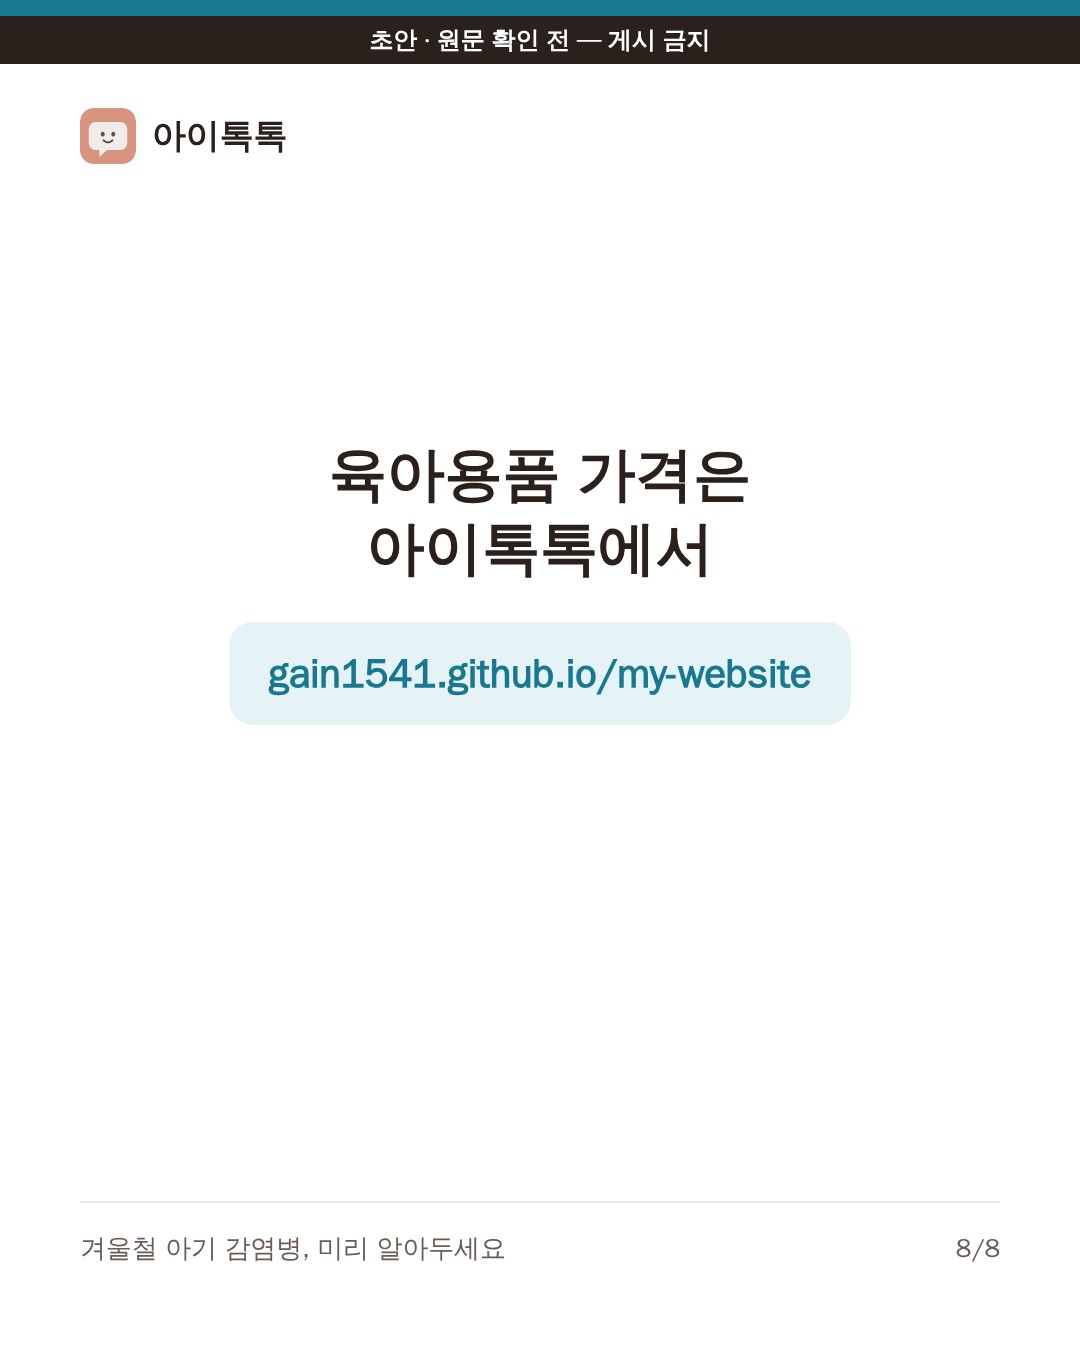 초안 · 원문 확인 전 — 게시 금지
아이톡톡
육아용품 가격은
아이톡톡에서
gain1541.github.io/my-website
겨울철 아기 감염병, 미리 알아두세요
8/8